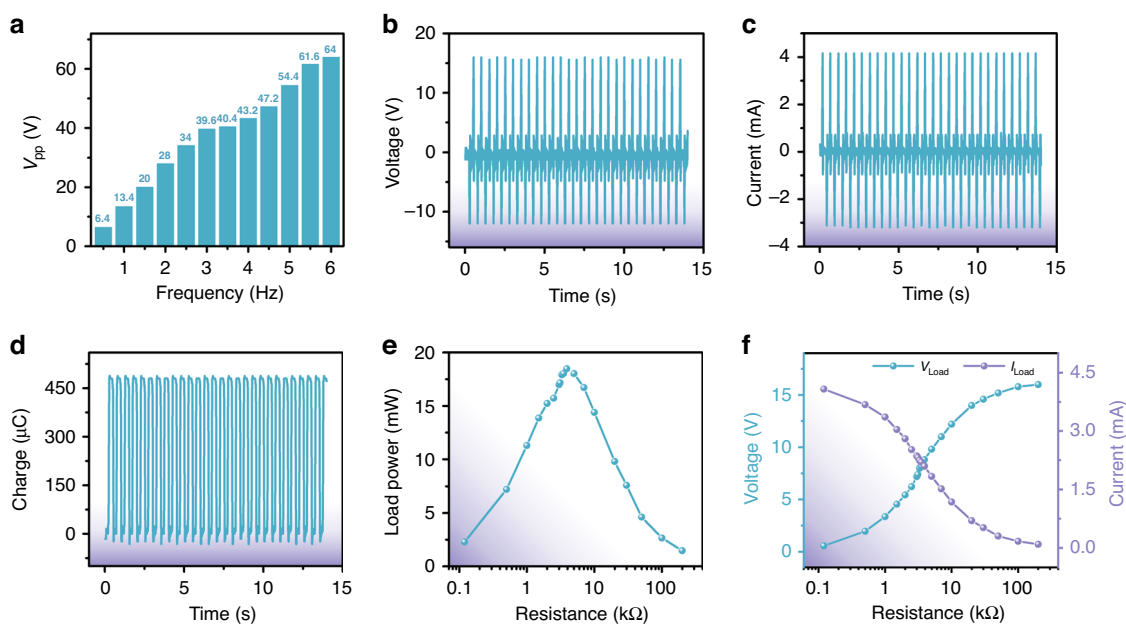 a
V_pp (V)
60
40
20
0
6.4
13.4
20
28
34
39.6
40.4
43.2
47.2
54.4
61.6
64
1 2 3 4 5 6
Frequency (Hz)
b
Voltage (V)
20
10
0
−10
0 5 10 15
Time (s)
c
Current (mA)
4
2
0
−2
−4
0 5 10 15
Time (s)
d
Charge (μC)
450
300
150
0
0 5 10 15
Time (s)
e
Load power (mW)
20
15
10
5
0
0.1 1 10 100
Resistance (kΩ)
f
V_Load I_Load
Voltage (V)
15
10
5
0
4.5
3.0
1.5
0.0
Current (mA)
0.1 1 10 100
Resistance (kΩ)